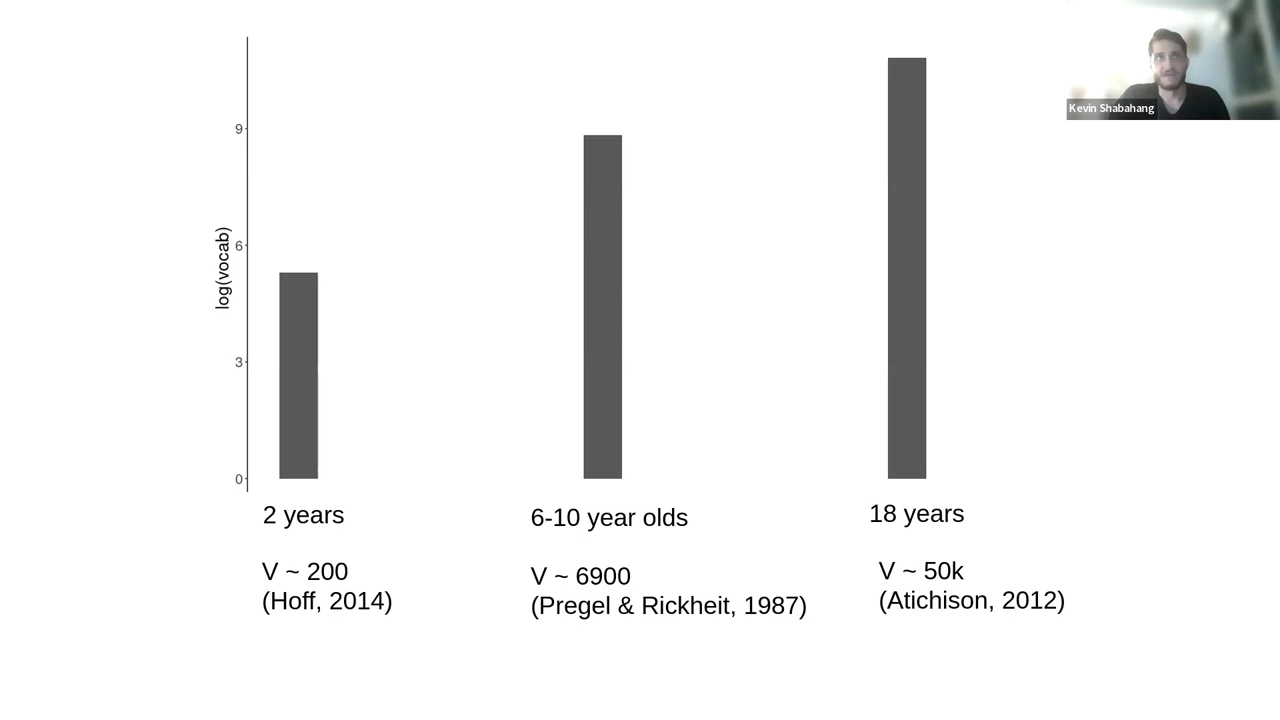 Kevin Shabahang
9
6
3
0
log(vocab)
2 years
6-10 year olds
18 years
V ~ 200
(Hoff, 2014)
V ~ 6900
(Pregel & Rickheit, 1987)
V ~ 50k
(Atichison, 2012)